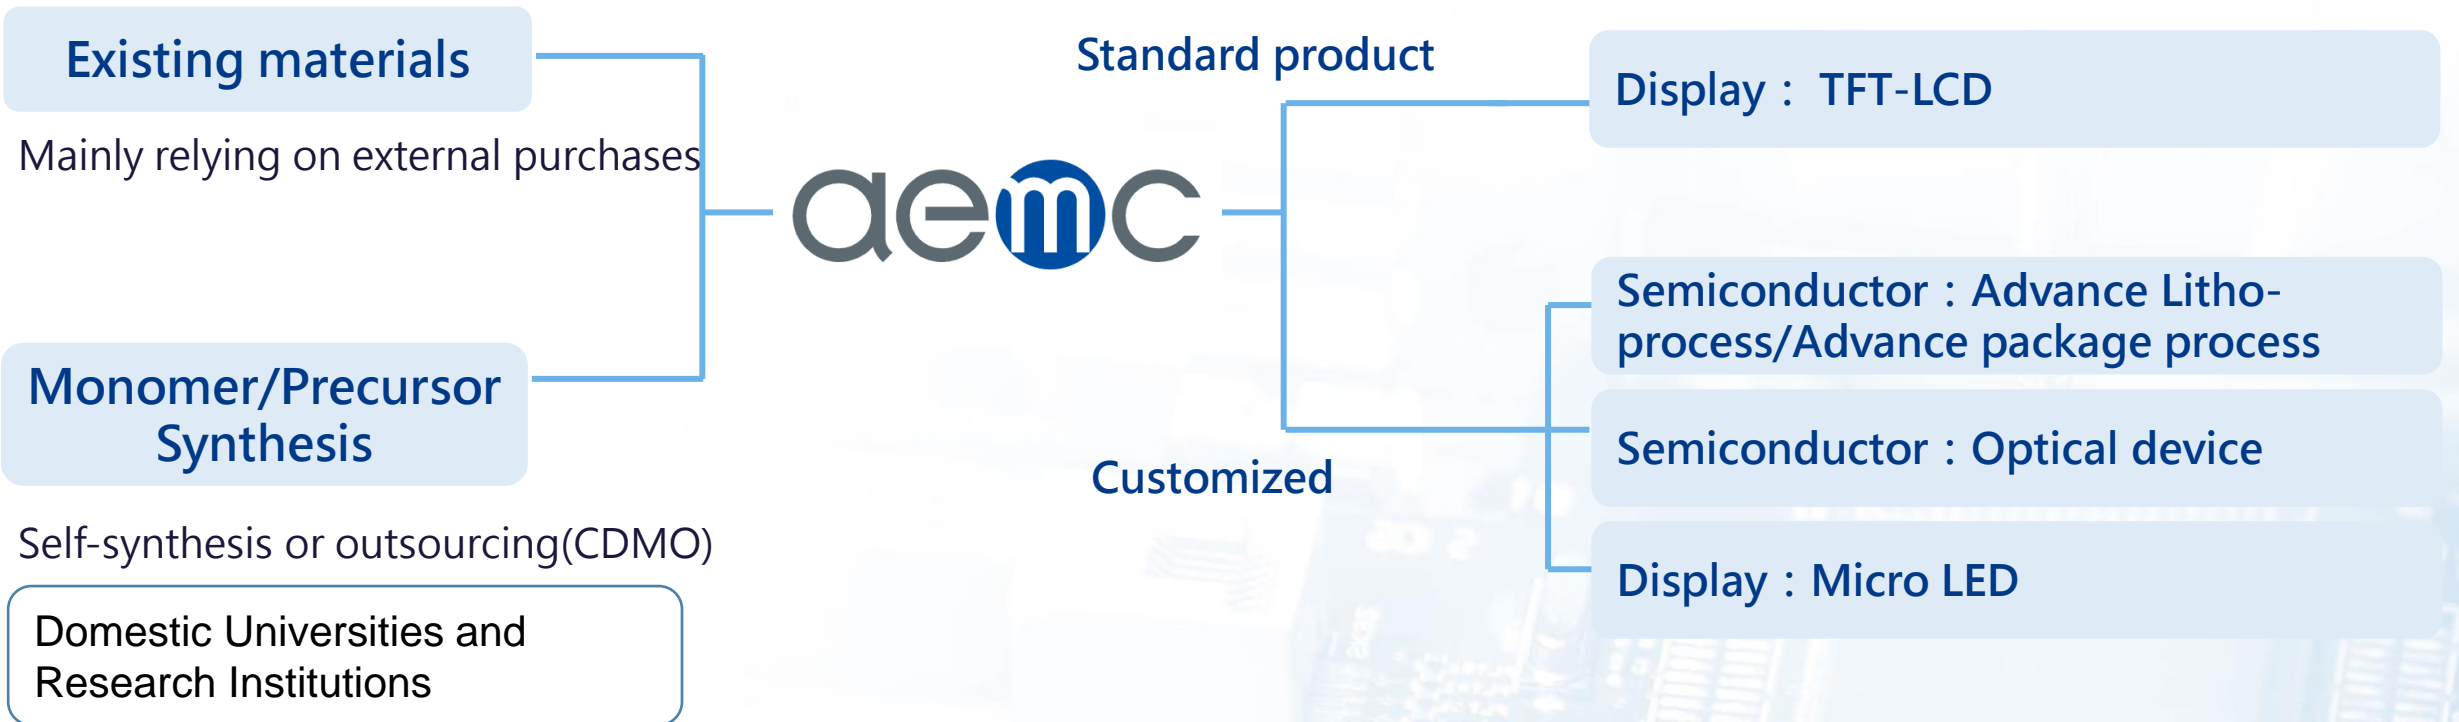 Existing materials
Mainly relying on external purchases
Monomer/Precursor
Synthesis
Self-synthesis or outsourcing(CDMO)
Domestic Universities and
Research Institutions
aemc
Standard product
Customized
Display： TFT-LCD
Semiconductor：Advance Litho-
process/Advance package process
Semiconductor：Optical device
Display：Micro LED